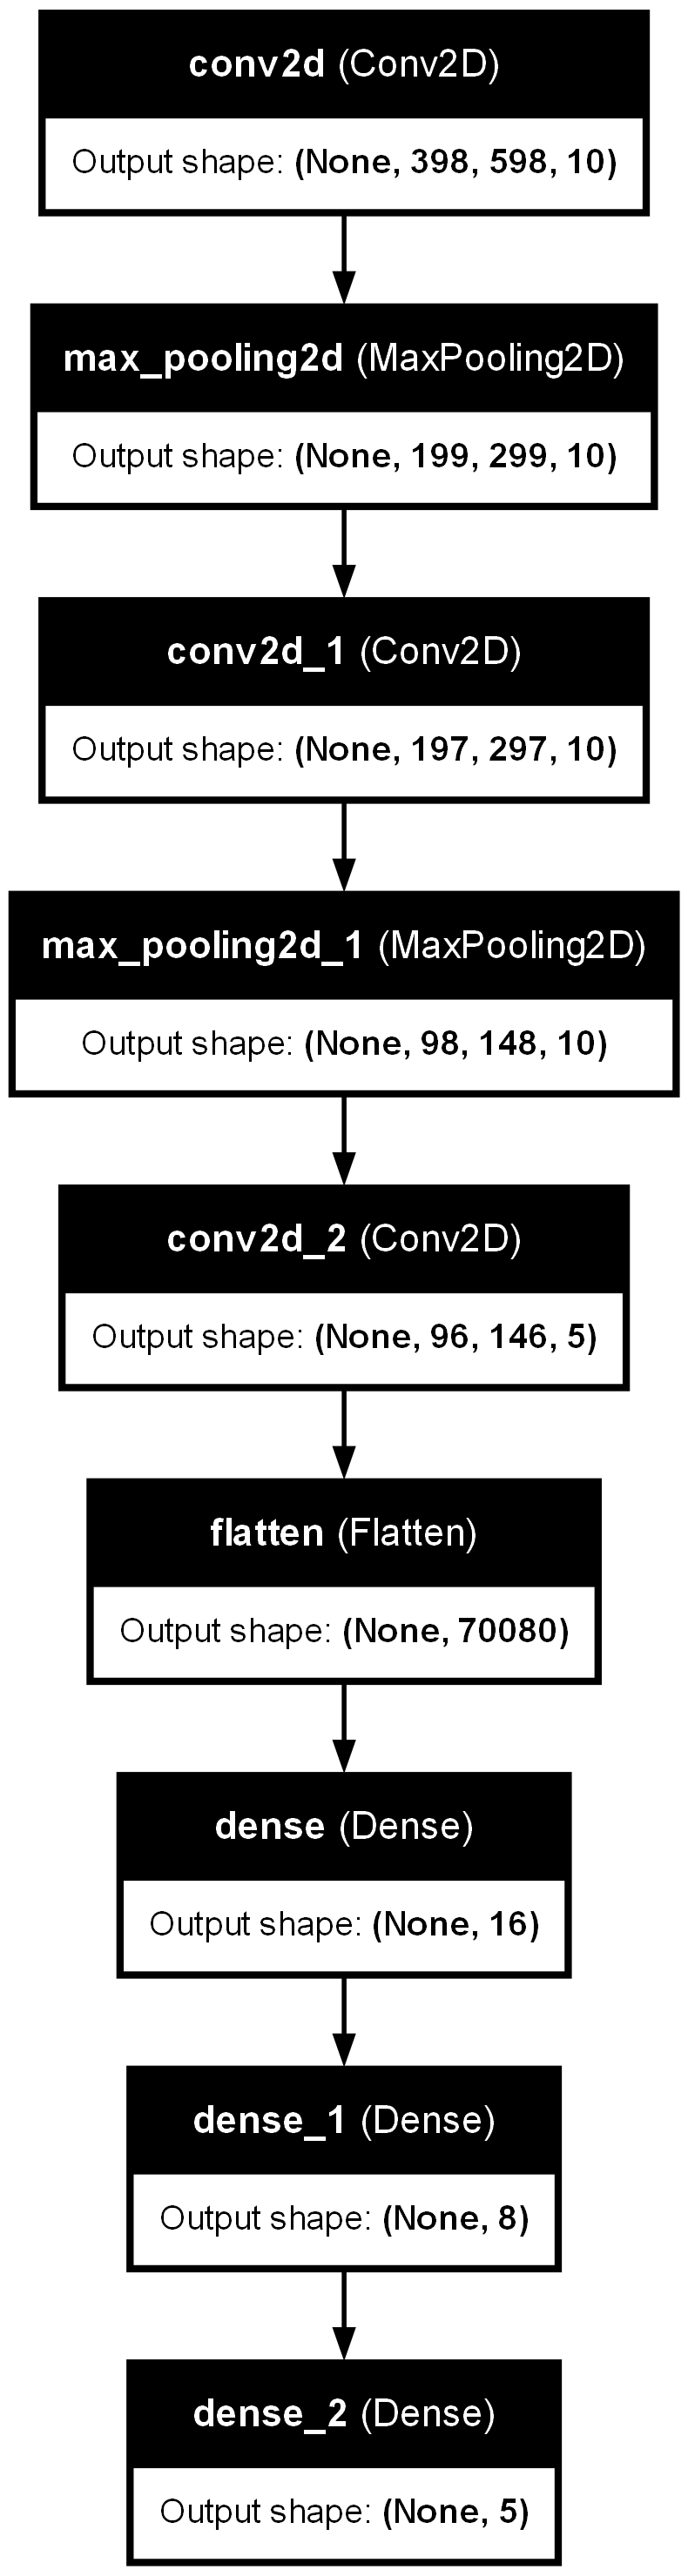 conv2d (Conv2D)
Output shape: (None, 398, 598, 10)
max_pooling2d (MaxPooling2D)
Output shape: (None, 199, 299, 10)
conv2d_1 (Conv2D)
Output shape: (None, 197, 297, 10)
max_pooling2d_1 (MaxPooling2D)
Output shape: (None, 98, 148, 10)
conv2d_2 (Conv2D)
Output shape: (None, 96, 146, 5)
flatten (Flatten)
Output shape: (None, 70080)
dense (Dense)
Output shape: (None, 16)
dense_1 (Dense)
Output shape: (None, 8)
dense_2 (Dense)
Output shape: (None, 5)